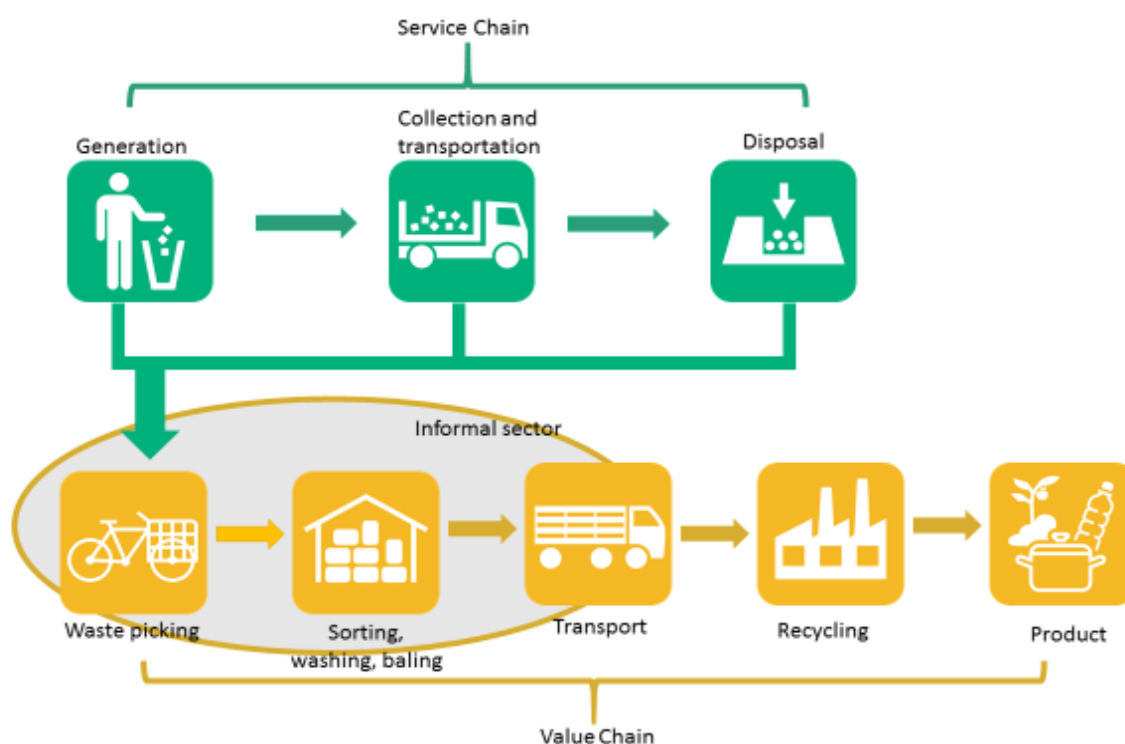 Service Chain
Generation
Collection and
transportation
Disposal
Informal sector
Waste picking
Sorting,
washing, baling
Transport
Recycling
Product
Value Chain